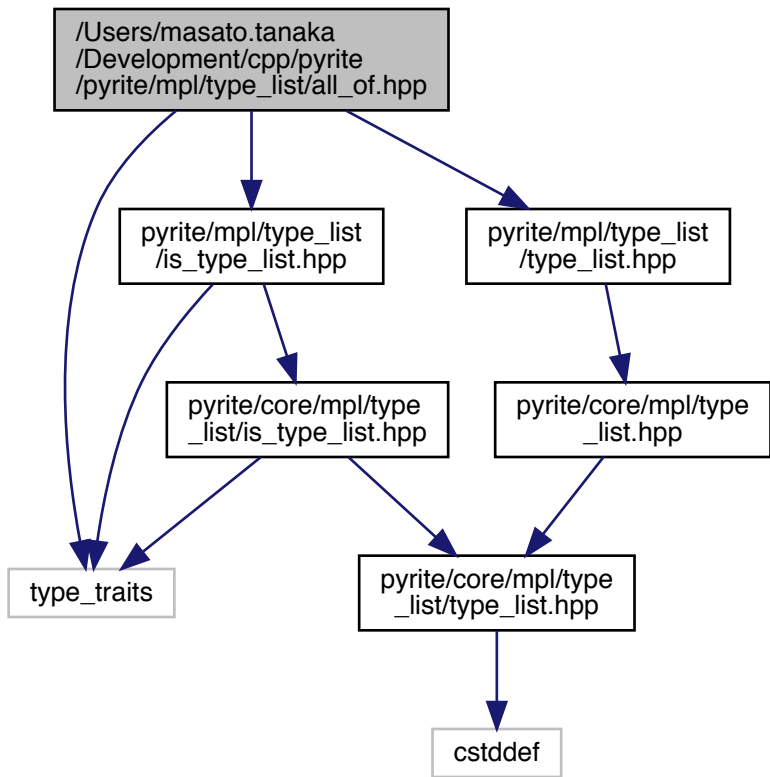 /Users/masato.tanaka
/Development/cpp/pyrite
/pyrite/mpl/type_list/all_of.hpp
pyrite/mpl/type_list
/is_type_list.hpp
pyrite/mpl/type_list
/type_list.hpp
pyrite/core/mpl/type
_list/is_type_list.hpp
pyrite/core/mpl/type
_list.hpp
type_traits
pyrite/core/mpl/type
_list/type_list.hpp
cstddef